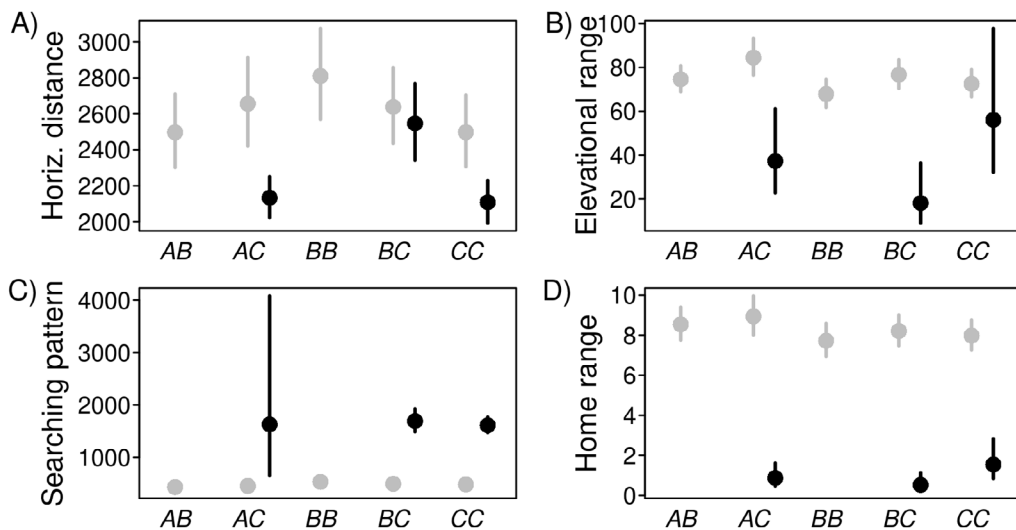 A)
Horiz. distance
3000
2800
2600
2400
2200
2000
AB AC BB BC CC
B)
Elevational range
100
80
60
40
20
AB AC BB BC CC
C)
Searching pattern
4000
3000
2000
1000
AB AC BB BC CC
D)
Home range
10
8
6
4
2
0
AB AC BB BC CC